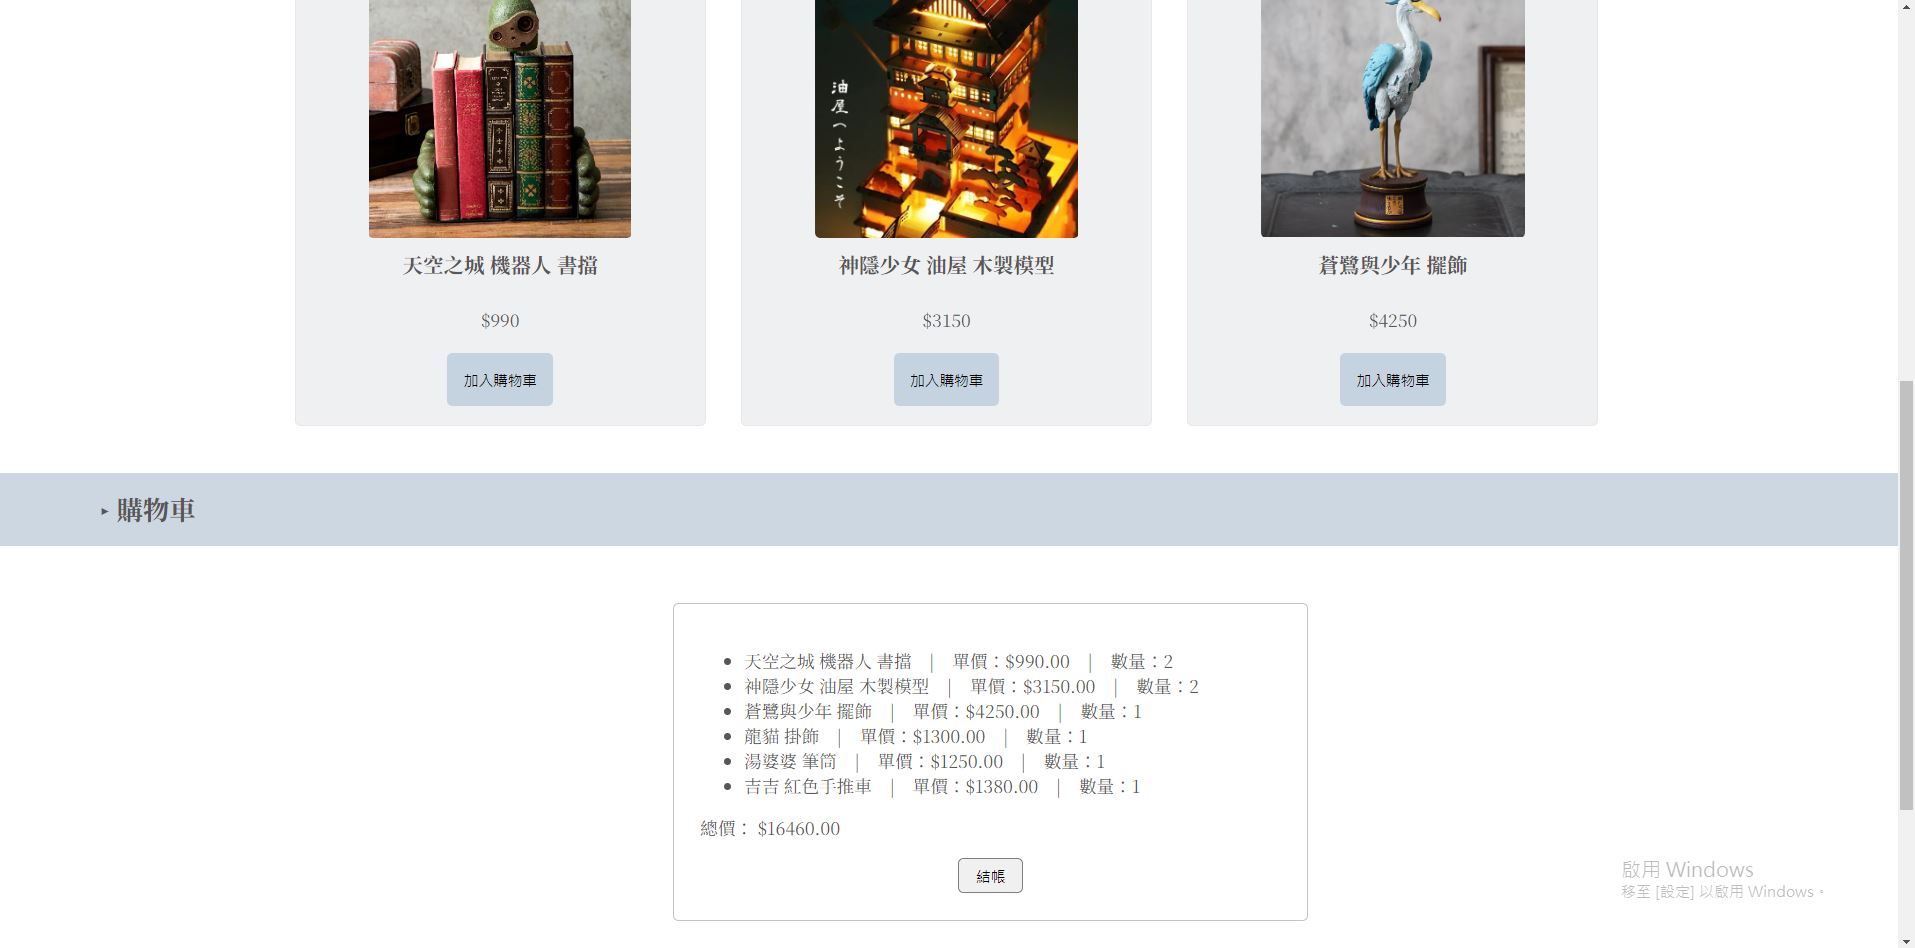 油屋へようこそ
天空之城 機器人 書擋
神隱少女 油屋 木製模型
蒼鷺與少年 擺飾
$990
$3150
$4250
加入購物車
加入購物車
加入購物車
▸ 購物車
• 天空之城 機器人 書擋 | 單價：$990.00 | 數量：2
• 神隱少女 油屋 木製模型 | 單價：$3150.00 | 數量：2
• 蒼鷺與少年 擺飾 | 單價：$4250.00 | 數量：1
• 龍貓 掛飾 | 單價：$1300.00 | 數量：1
• 湯婆婆 筆筒 | 單價：$1250.00 | 數量：1
• 吉吉 紅色手推車 | 單價：$1380.00 | 數量：1
總價： $16460.00
結帳
啟用 Windows
移至 [設定] 以啟用 Windows。